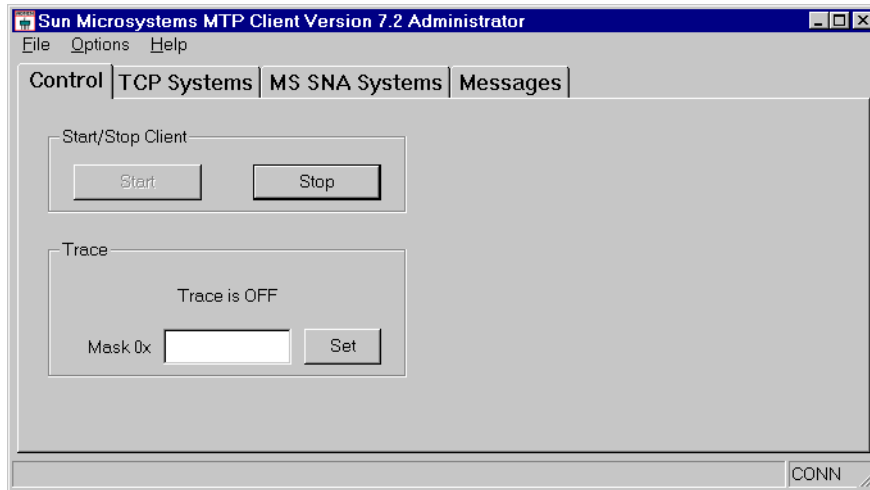 Sun Microsystems MTP Client Version 7.2 Administrator
File Options Help
Control TCP Systems MS SNA Systems Messages
Start/Stop Client
Start Stop
Trace
Trace is OFF
Mask 0x Set
CONN